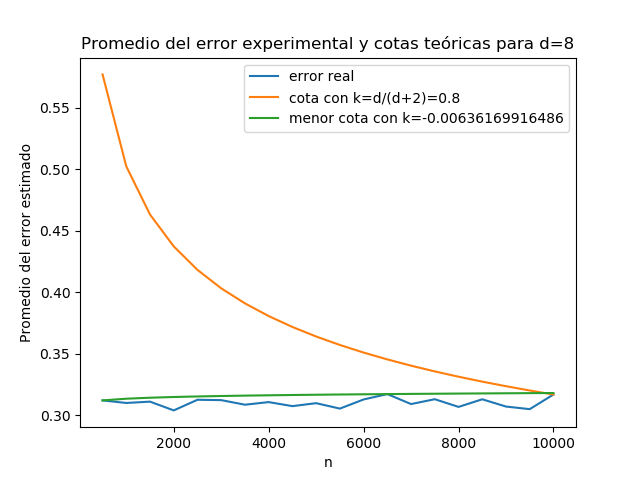 Promedio del error experimental y cotas teóricas para d=8
error real
cota con k=d/(d+2)=0.8
menor cota con k=-0.00636169916486
Promedio del error estimado
0.55
0.50
0.45
0.40
0.35
0.30
2000
4000
6000
8000
10000
n